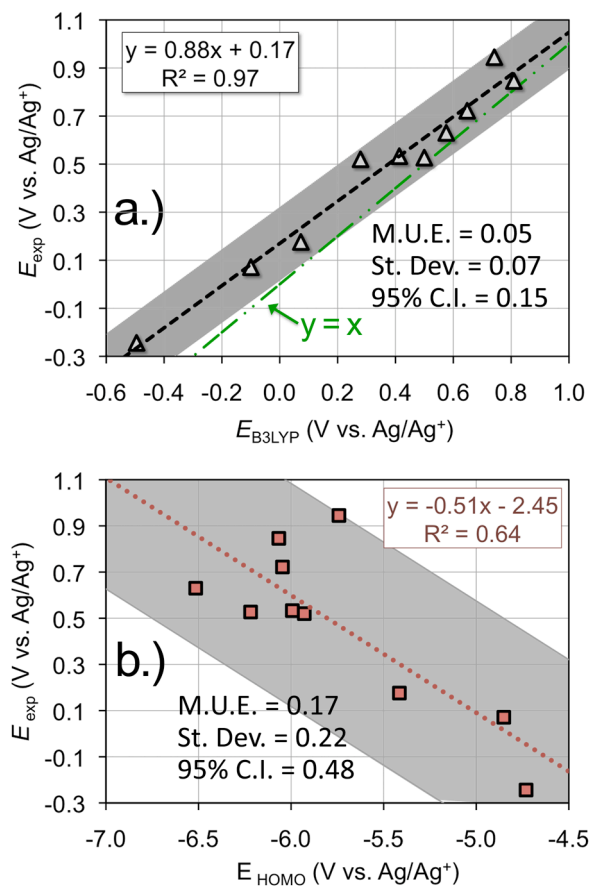 1.1
0.9
0.7
0.5
0.3
0.1
-0.1
-0.3
E_exp (V vs. Ag/Ag⁺)
y = 0.88x + 0.17
R² = 0.97
a.)
M.U.E. = 0.05
St. Dev. = 0.07
95% C.I. = 0.15
y = x
-0.6 -0.4 -0.2 0.0 0.2 0.4 0.6 0.8 1.0
E_B3LYP (V vs. Ag/Ag⁺)
1.1
0.9
0.7
0.5
0.3
0.1
-0.1
-0.3
E_exp (V vs. Ag/Ag⁺)
y = -0.51x - 2.45
R² = 0.64
b.)
M.U.E. = 0.17
St. Dev. = 0.22
95% C.I. = 0.48
-7.0 -6.5 -6.0 -5.5 -5.0 -4.5
E_HOMO (V vs. Ag/Ag⁺)